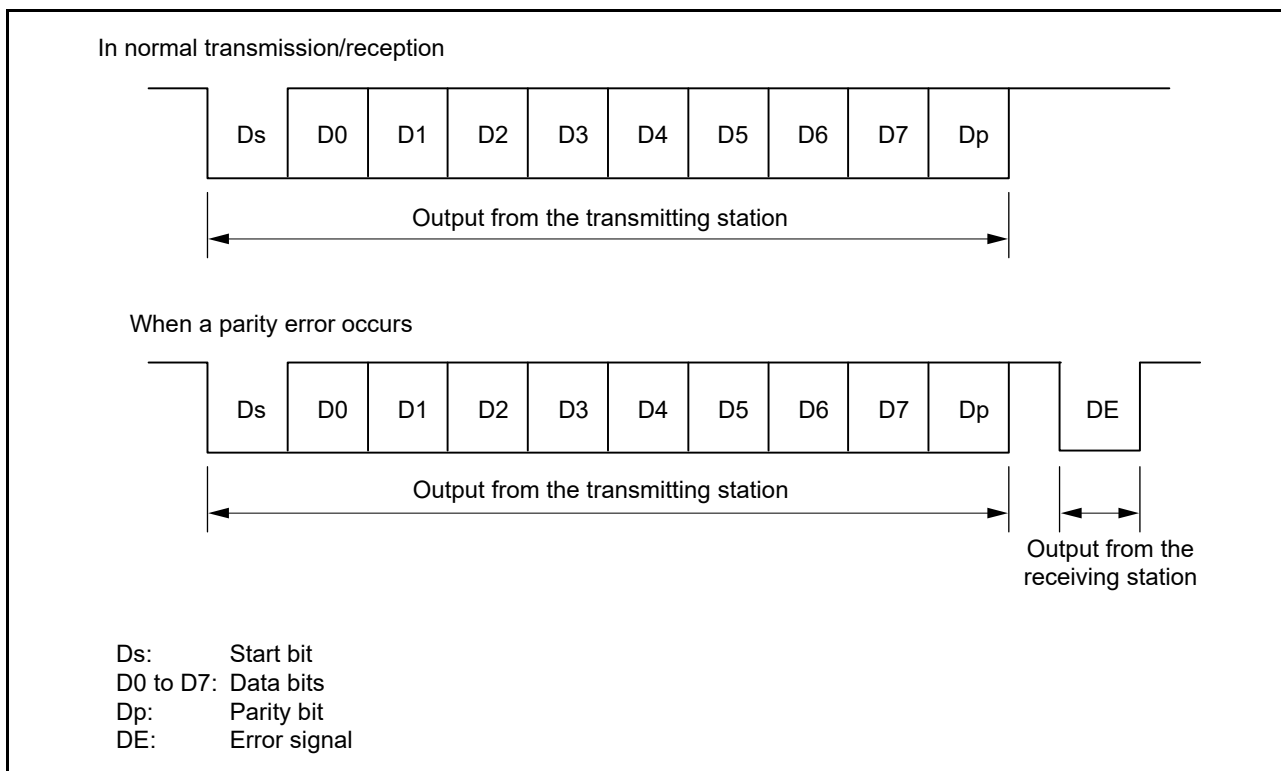 In normal transmission/reception
Ds D0 D1 D2 D3 D4 D5 D6 D7 Dp
Output from the transmitting station
When a parity error occurs
Ds D0 D1 D2 D3 D4 D5 D6 D7 Dp DE
Output from the transmitting station
Output from the
receiving station
Ds: Start bit
D0 to D7: Data bits
Dp: Parity bit
DE: Error signal